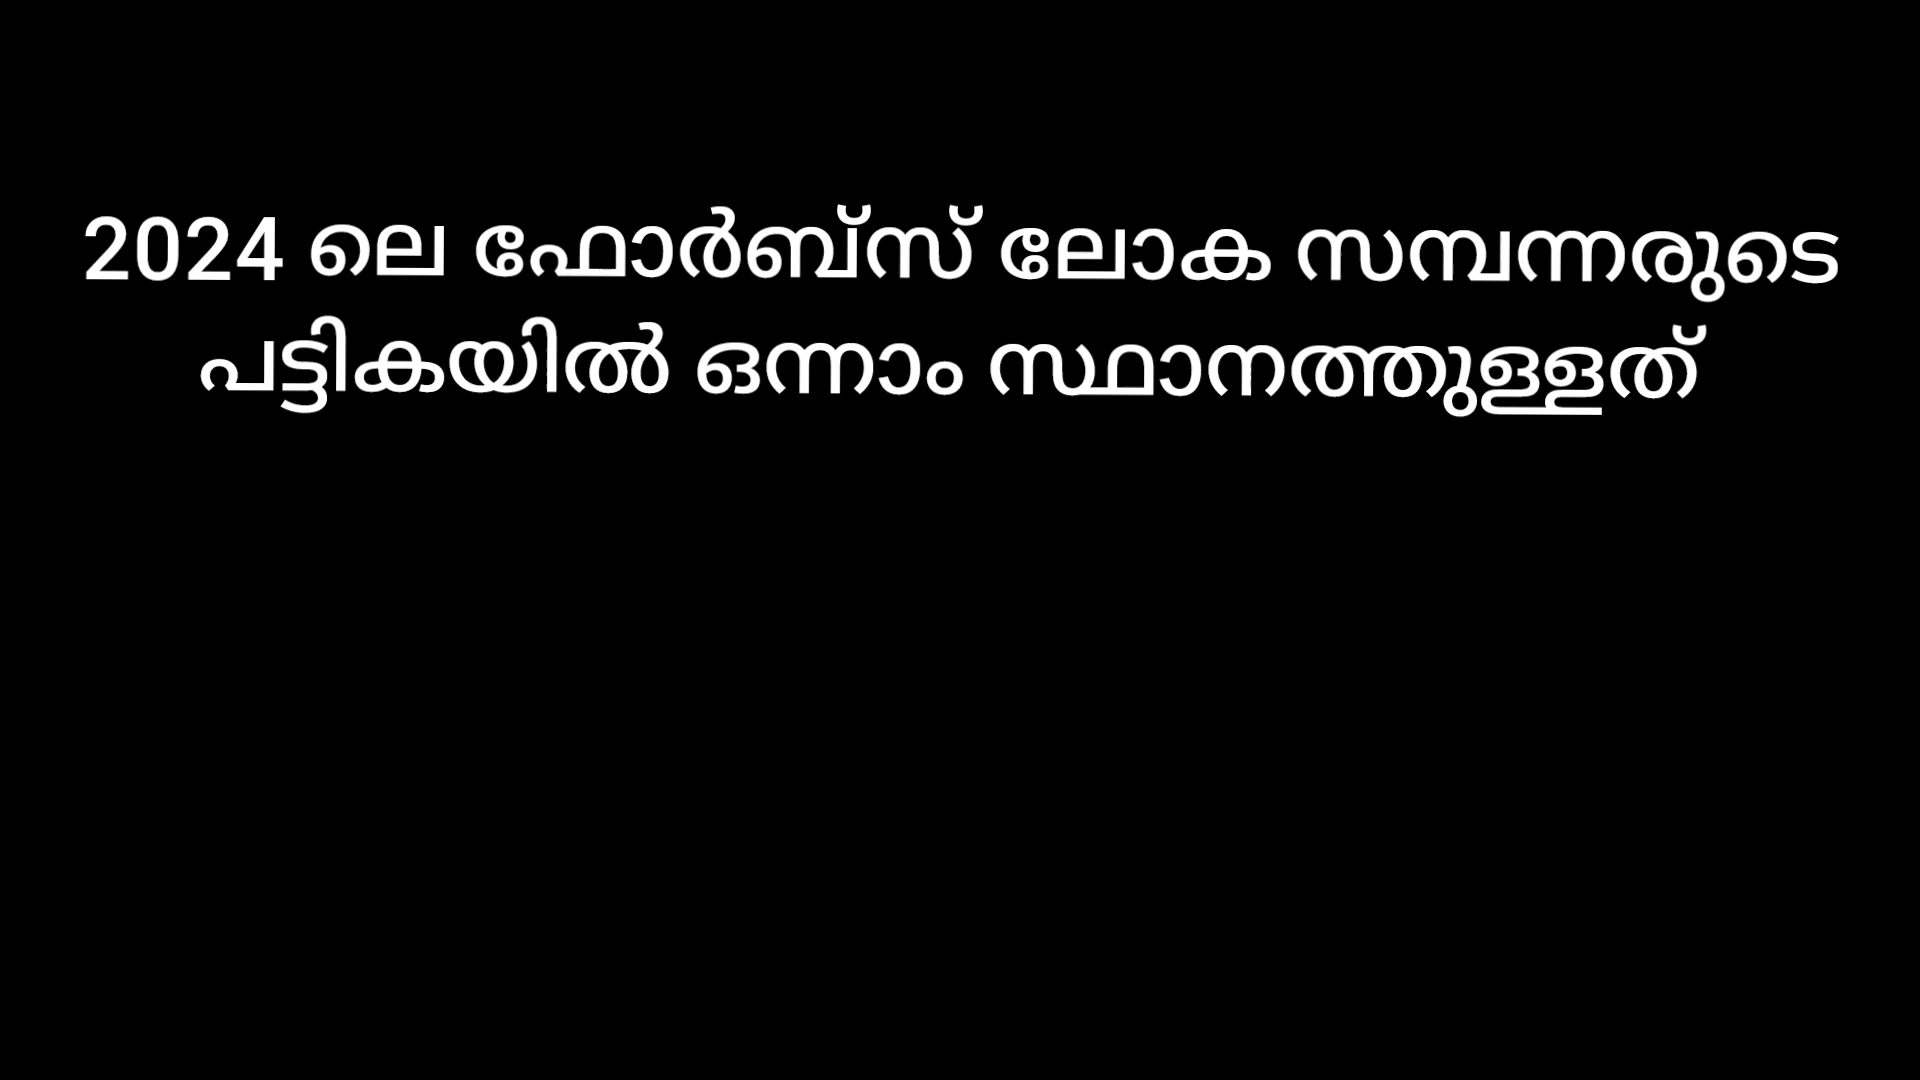 2024 ലെ ഫോർബ്സ് ലോക സമ്പന്നരുടെ
പട്ടികയിൽ ഒന്നാം സ്ഥാനത്തുള്ളത്